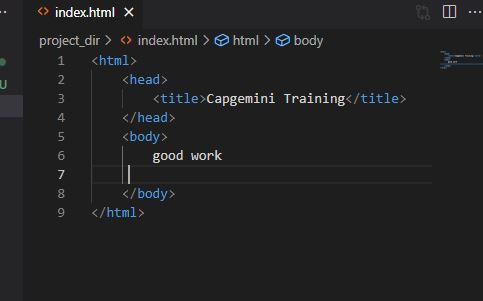 index.html
project_dir > index.html > html > body
1 <html>
2 <head>
3 <title>Capgemini Training</title>
4 </head>
5 <body>
6 good work
7
8 </body>
9 </html>
U